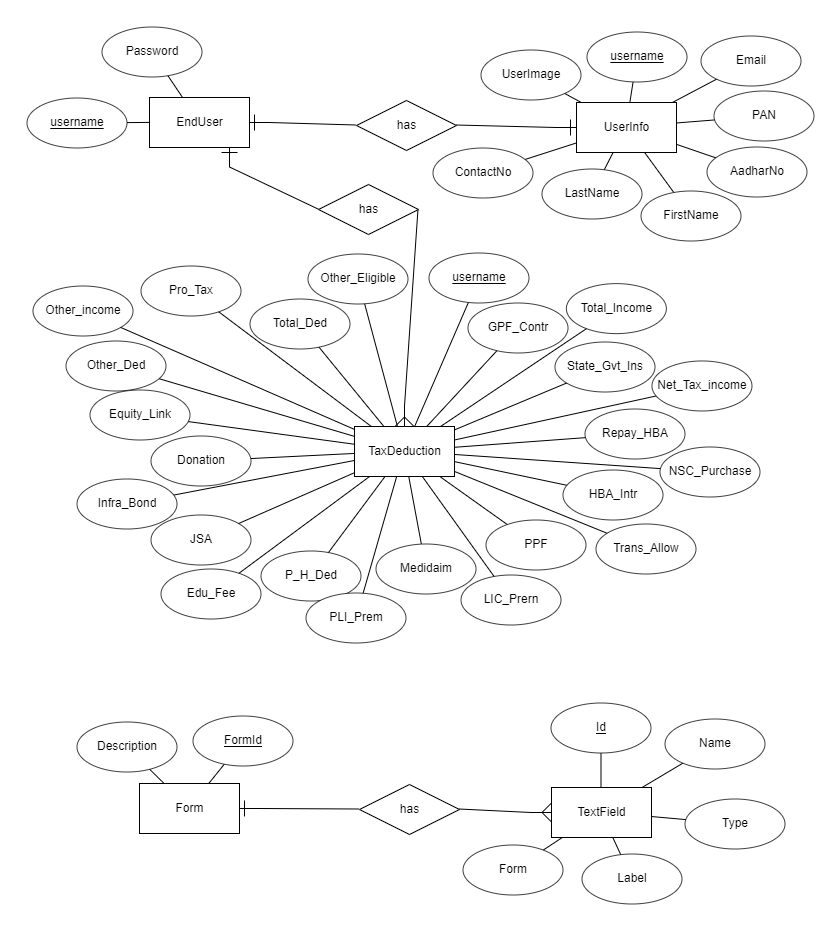 Password
username
UserImage
Email
username
EndUser
has
UserInfo
PAN
ContactNo
LastName
AadharNo
has
FirstName
Other_Eligible
username
Pro_Tax
Other_income
Total_Ded
GPF_Contr
Total_Income
Other_Ded
State_Gvt_Ins
Net_Tax_income
Equity_Link
Repay_HBA
TaxDeduction
Donation
NSC_Purchase
Infra_Bond
HBA_Intr
JSA
PPF
Trans_Allow
Medidaim
P_H_Ded
Edu_Fee
LIC_Prern
PLI_Prem
Id
Description
FormId
Name
Form
has
TextField
Type
Form
Label